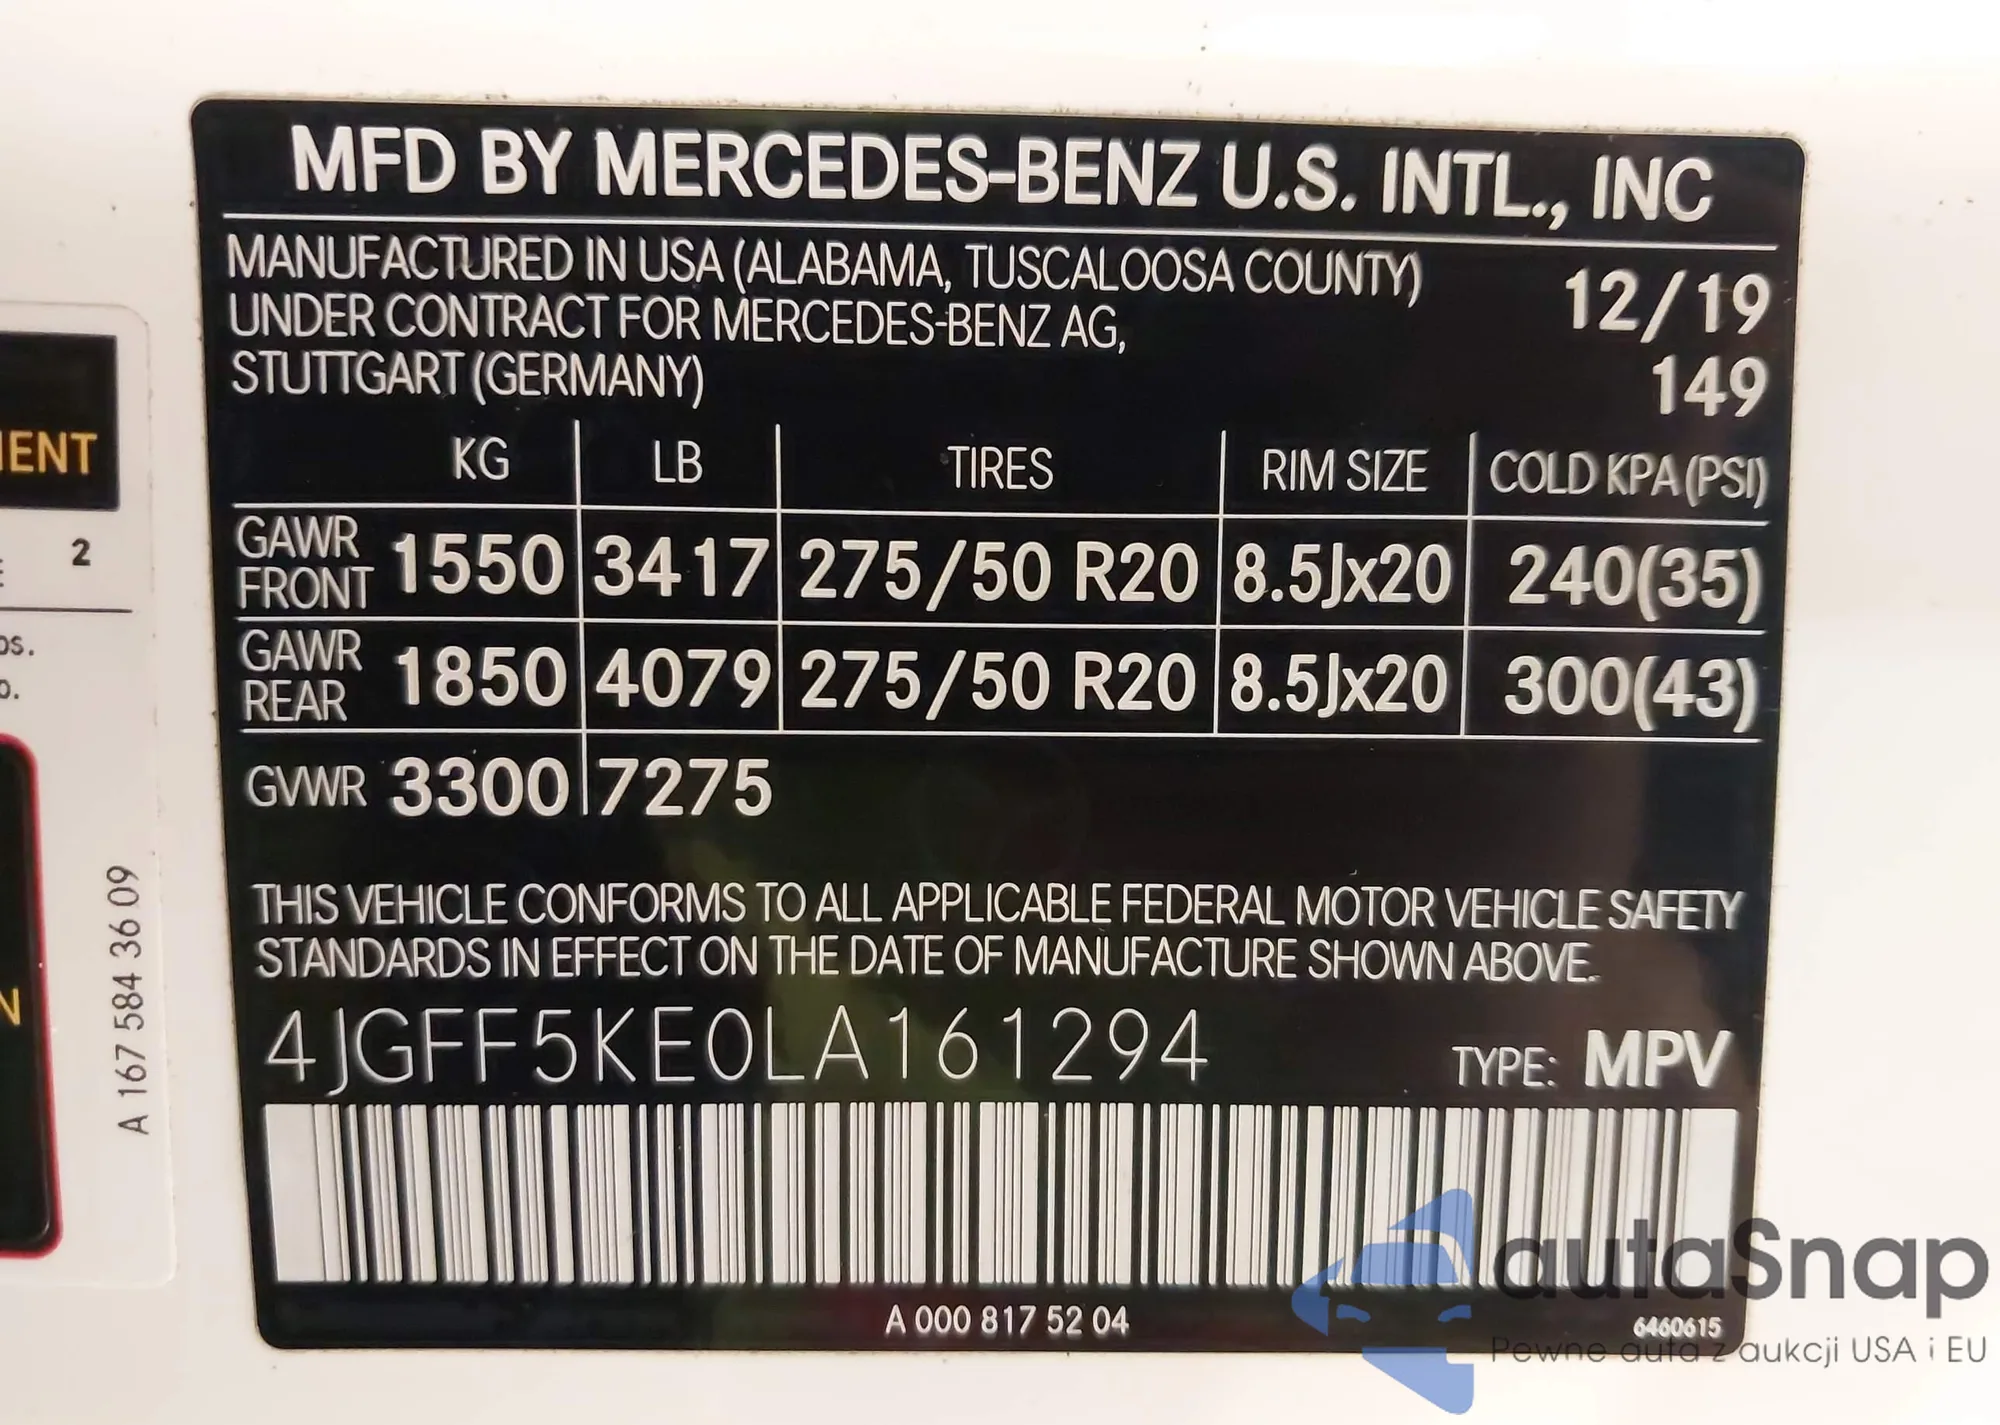 MFD BY MERCEDES-BENZ U.S. INTL., INC
MANUFACTURED IN USA (ALABAMA, TUSCALOOSA COUNTY) 12/19
UNDER CONTRACT FOR MERCEDES-BENZ AG,
STUTTGART (GERMANY) 149
KG LB TIRES RIM SIZE COLD KPA (PSI)
GAWR FRONT 1550 3417 275/50 R20 8.5Jx20 240(35)
GAWR REAR 1850 4079 275/50 R20 8.5Jx20 300(43)
GVWR 3300 7275
THIS VEHICLE CONFORMS TO ALL APPLICABLE FEDERAL MOTOR VEHICLE SAFETY
STANDARDS IN EFFECT ON THE DATE OF MANUFACTURE SHOWN ABOVE.
4JGFF5KE0LA161294 TYPE: MPV
A 000 817 52 04
6460615
A 167 584 36 09
2
autaSnap
Pewne auta z aukcji USA i EU